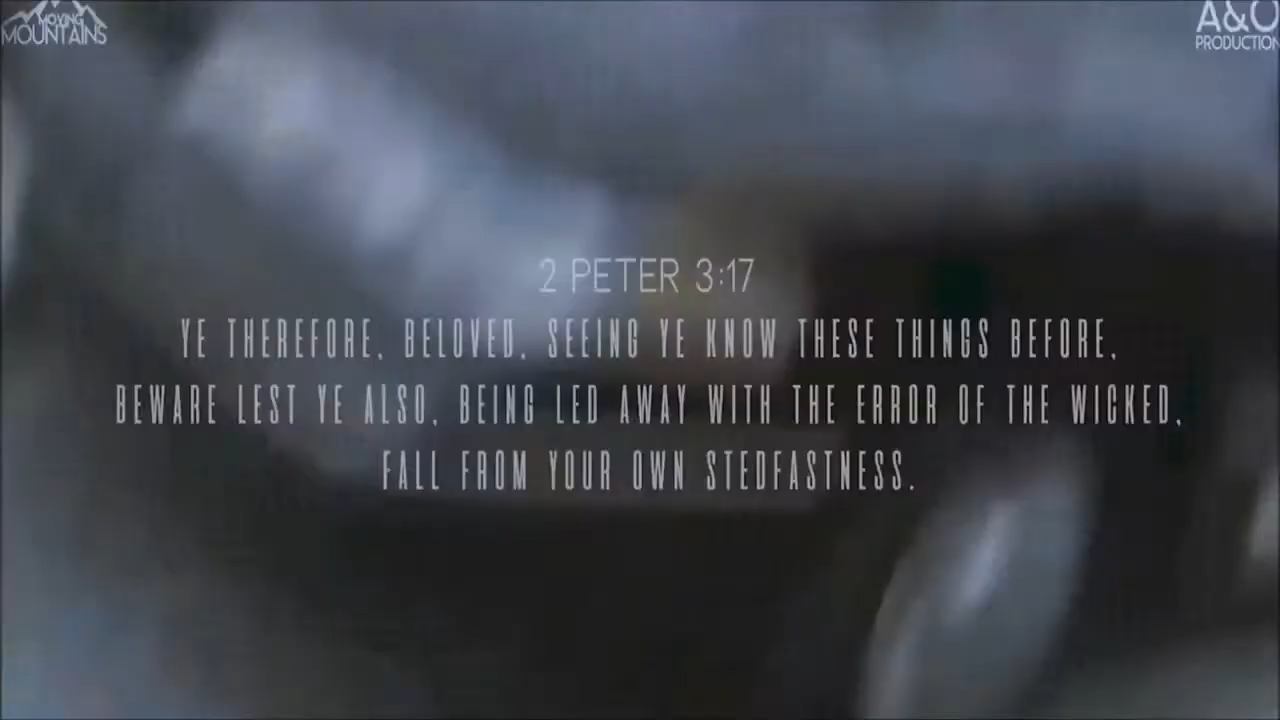 MOVING
MOUNTAINS
A&O
PRODUCTION
2 PETER 3:17
YE THEREFORE, BELOVED, SEEING YE KNOW THESE THINGS BEFORE,
BEWARE LEST YE ALSO, BEING LED AWAY WITH THE ERROR OF THE WICKED,
FALL FROM YOUR OWN STEDFASTNESS.